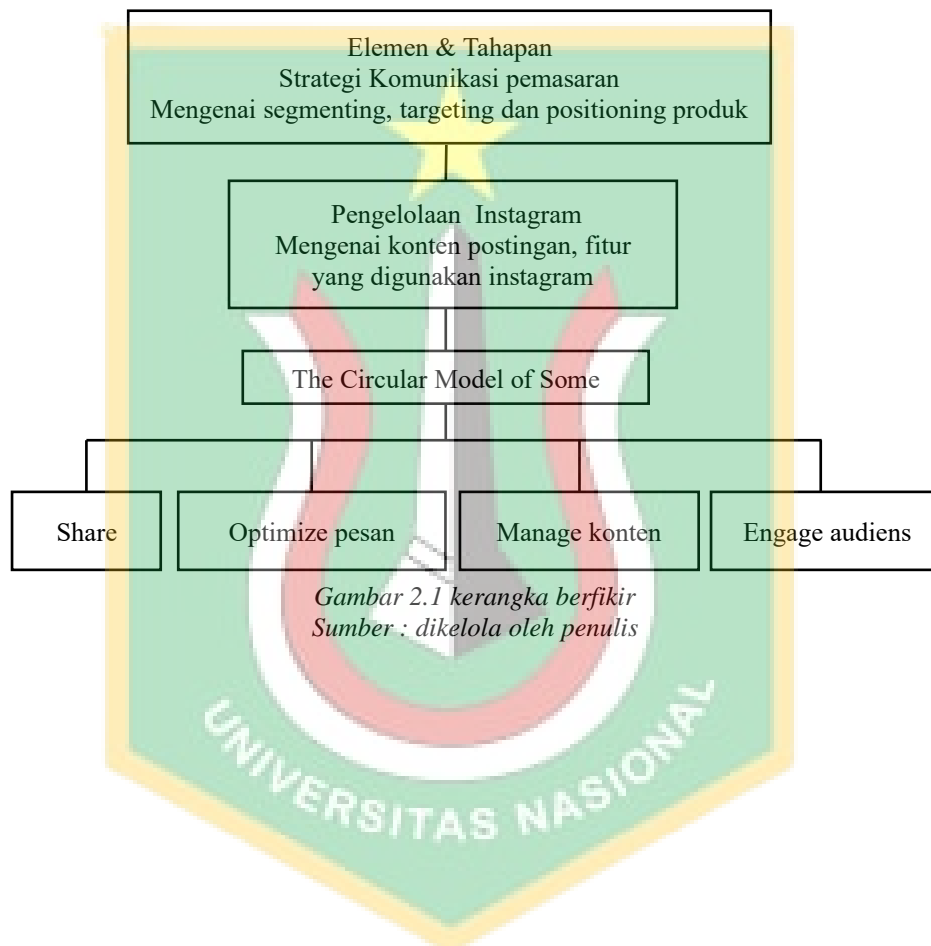 Elemen & Tahapan
Strategi Komunikasi pemasaran
Mengenai segmenting, targeting dan positioning produk
Pengelolaan Instagram
Mengenai konten postingan, fitur
yang digunakan instagram
The Circular Model of Some
Share
Optimize pesan
Manage konten
Engage audiens
Gambar 2.1 kerangka berfikir
Sumber : dikelola oleh penulis
UNIVERSITAS NASIONAL